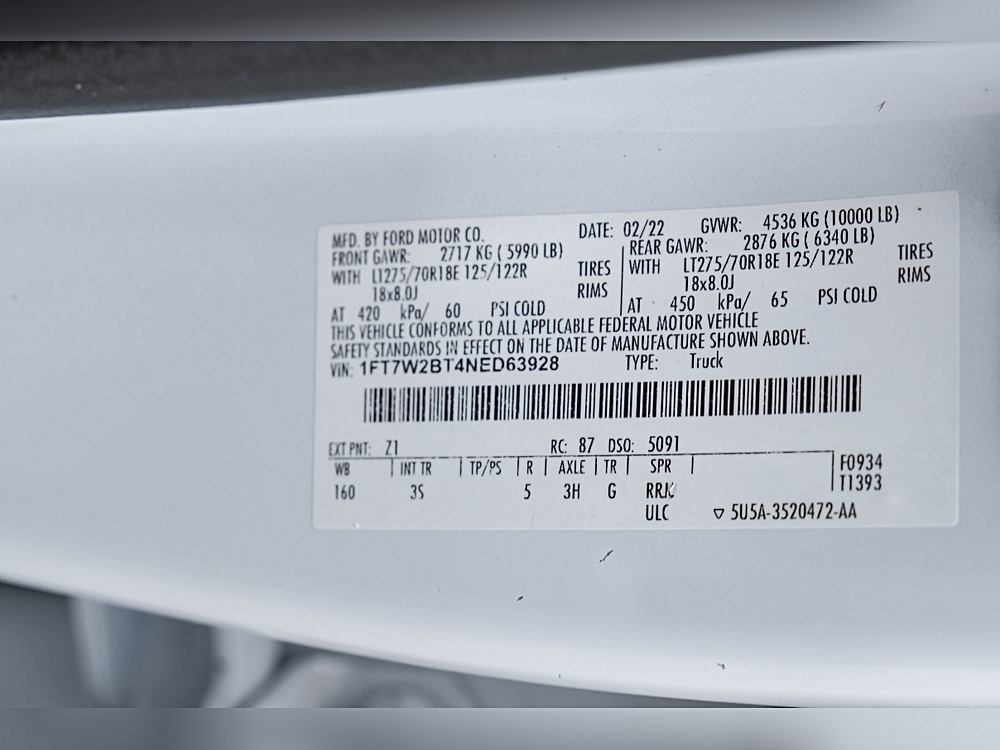 MFD. BY FORD MOTOR CO. DATE: 02/22 GVWR: 4536 KG (10000 LB)
FRONT GAWR: 2717 KG ( 5990 LB) REAR GAWR: 2876 KG ( 6340 LB)
WITH LT275/70R18E 125/122R TIRES WITH LT275/70R18E 125/122R TIRES
18x8.0J RIMS 18x8.0J RIMS
AT 420 kPa/ 60 PSI COLD AT 450 kPa/ 65 PSI COLD
THIS VEHICLE CONFORMS TO ALL APPLICABLE FEDERAL MOTOR VEHICLE
SAFETY STANDARDS IN EFFECT ON THE DATE OF MANUFACTURE SHOWN ABOVE.
VIN: 1FT7W2BT4NED63928 TYPE: Truck
EXT PNT: Z1 RC: 87 DSO: 5091
WB INT TR TP/PS R AXLE TR SPR F0934
160 3S 5 3H G RRK T1393
ULC ▽ 5U5A-3520472-AA